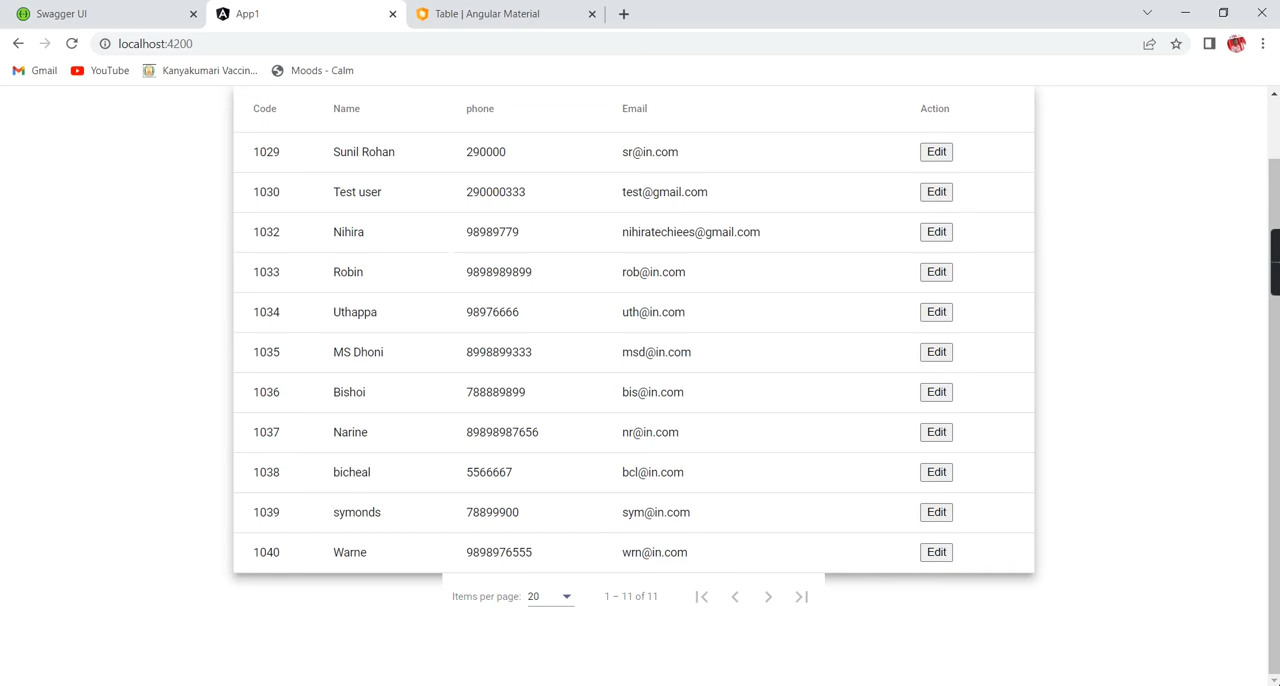 Swagger UI
App1
Table | Angular Material
localhost:4200
Gmail YouTube Kanyakumari Vaccin... Moods - Calm
Code Name phone Email Action
1029 Sunil Rohan 290000 sr@in.com Edit
1030 Test user 290000333 test@gmail.com Edit
1032 Nihira 98989779 nihiratechiees@gmail.com Edit
1033 Robin 9898989899 rob@in.com Edit
1034 Uthappa 98976666 uth@in.com Edit
1035 MS Dhoni 8998899333 msd@in.com Edit
1036 Bishoi 788889899 bis@in.com Edit
1037 Narine 89898987656 nr@in.com Edit
1038 bicheal 5566667 bcl@in.com Edit
1039 symonds 78899900 sym@in.com Edit
1040 Warne 9898976555 wrn@in.com Edit
Items per page: 20 1 – 11 of 11